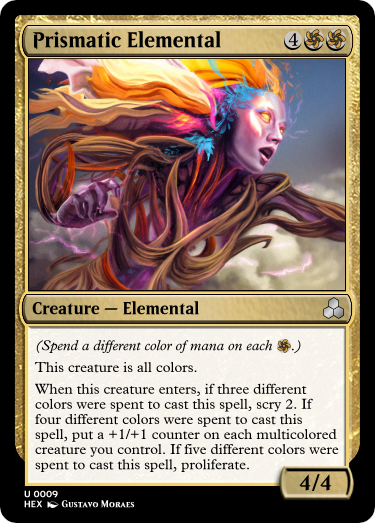 Prismatic Elemental 4
Creature — Elemental
(Spend a different color of mana on each .)
This creature is all colors.
When this creature enters, if three different
colors were spent to cast this spell, scry 2. If
four different colors were spent to cast this
spell, put a +1/+1 counter on each multicolored
creature you control. If five different colors were
spent to cast this spell, proliferate.
4/4
U 0009
HEX Gustavo Moraes